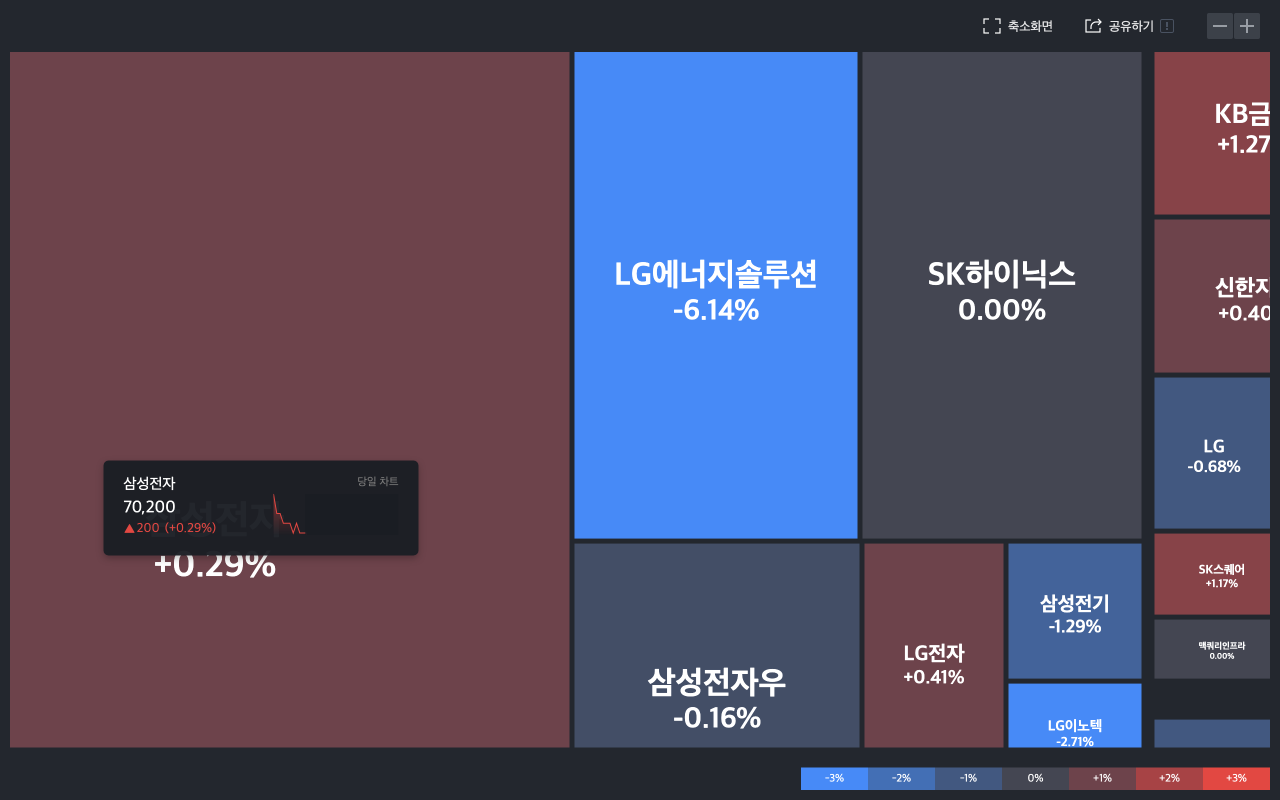 축소화면
공유하기
삼성전자
당일 차트
70,200
▲200 (+0.29%)
+0.29%
LG에너지솔루션
-6.14%
SK하이닉스
0.00%
삼성전자우
-0.16%
LG전자
+0.41%
삼성전기
-1.29%
LG이노텍
-2.71%
KB금
+1.27
신한지
+0.40
LG
-0.68%
SK스퀘어
+1.17%
맥쿼리인프라
0.00%
-3% -2% -1% 0% +1% +2% +3%